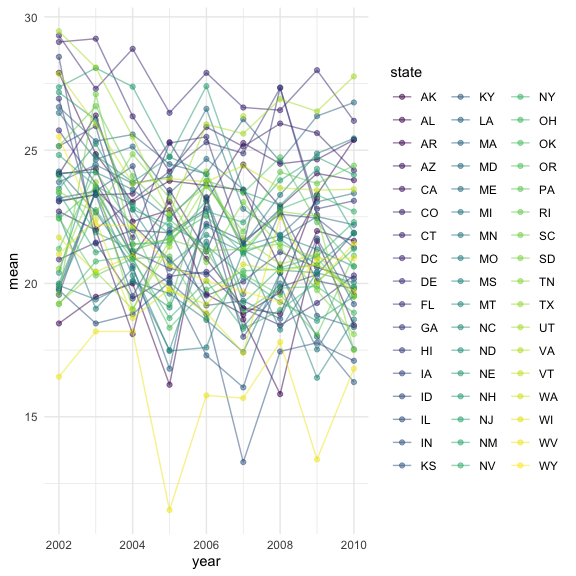 30
25
20
15
mean
2002 2004 2006 2008 2010
year
state
AK KY NY
AL LA OH
AR MA OK
AZ MD OR
CA ME PA
CO MI RI
CT MN SC
DC MO SD
DE MS TN
FL MT TX
GA NC UT
HI ND VA
IA NE VT
ID NH WA
IL NJ WI
IN NM WV
KS NV WY